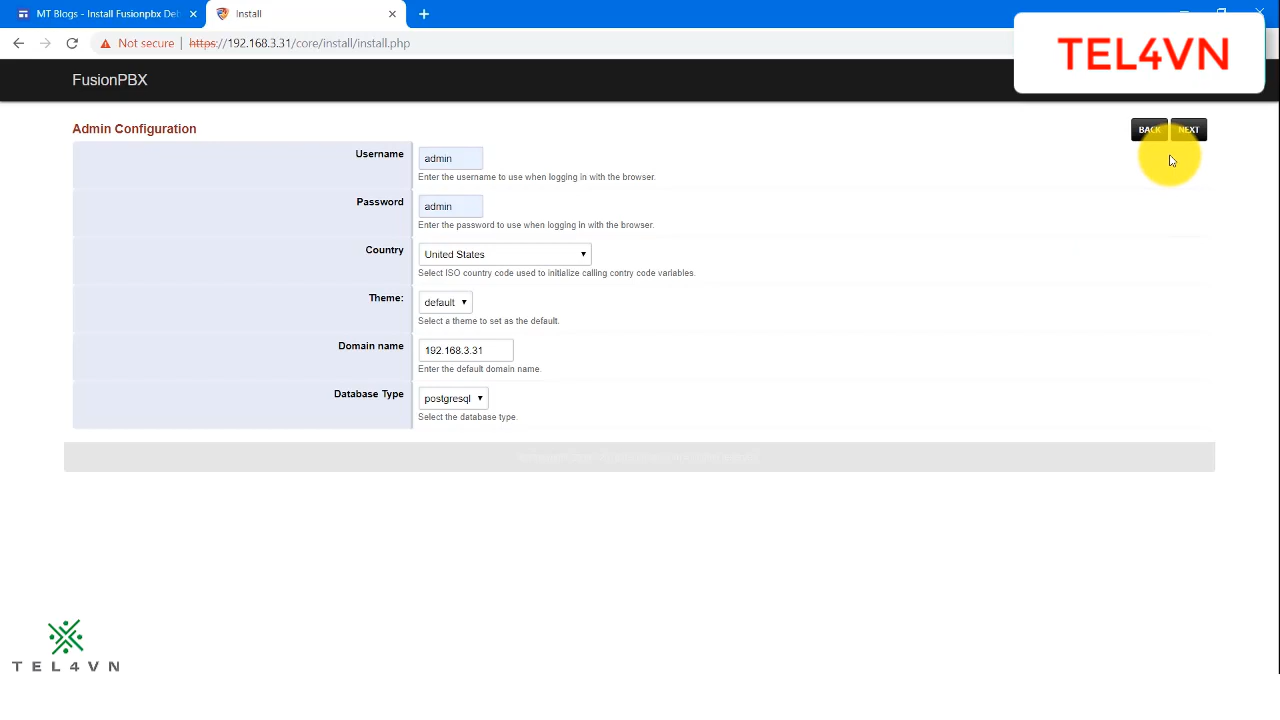 MT Blogs - Install Fusionpbx De
Install
Not secure
https://192.168.3.31/core/install/install.php
TEL4VN
FusionPBX
Admin Configuration
BACK
NEXT
Username
admin
Enter the username to use when logging in with the browser.
Password
admin
Enter the password to use when logging in with the browser.
Country
United States
Select ISO country code used to initialize calling contry code variables.
Theme:
default
Select a theme to set as the default.
Domain name
192.168.3.31
Enter the default domain name.
Database Type
postgresql
Select the database type.
TEL4VN